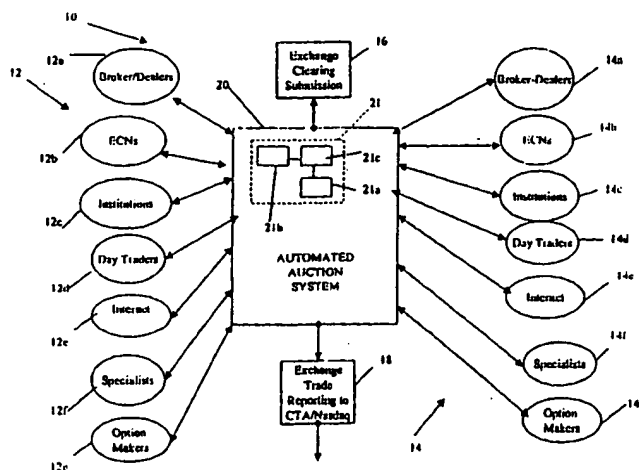 10
12a
12
Broker/Dealers
16
Exchange
Clearing
Submission
20
21
Broker-Dealers
14a
12b
ECNs
21c
21b
21a
ECNs
14b
12c
Institutions
Institutions
14c
12d
Day Traders
Day Traders
14d
AUTOMATED
AUCTION
SYSTEM
12e
Internet
Internet
14e
12f
Specialists
Exchange
Trade
Reporting to
CTA/Nasdaq
18
Specialists
14f
14
Option
Makers
Option
Makers
14